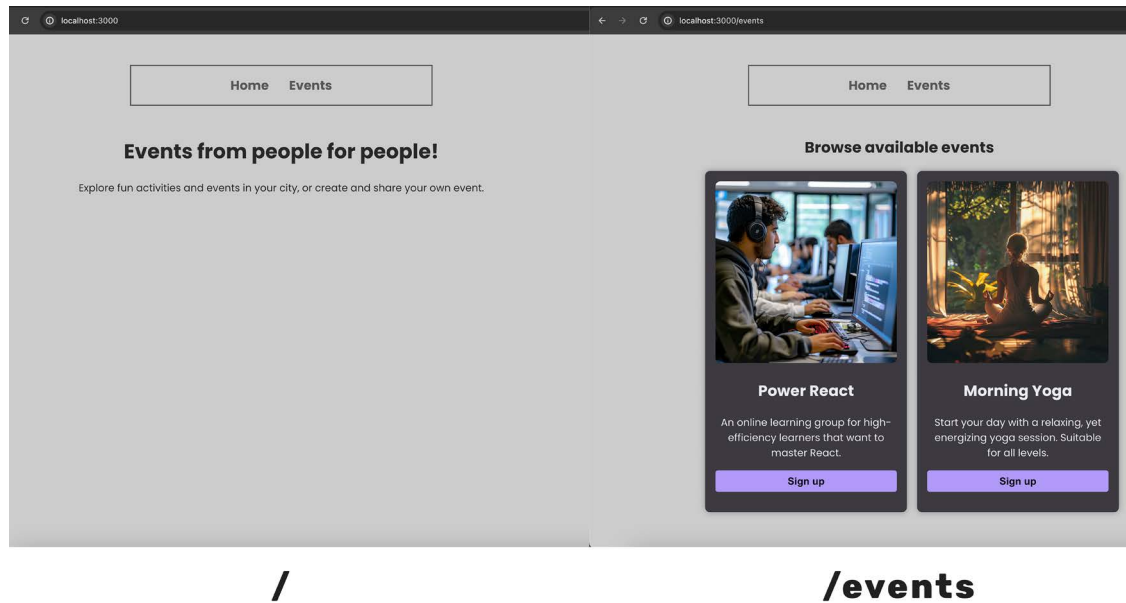 localhost:3000
Home Events
Events from people for people!
Explore fun activities and events in your city, or create and share your own event.
/
localhost:3000/events
Home Events
Browse available events
Power React
An online learning group for high-
efficiency learners that want to
master React.
Sign up
Morning Yoga
Start your day with a relaxing, yet
energizing yoga session. Suitable
for all levels.
Sign up
/events